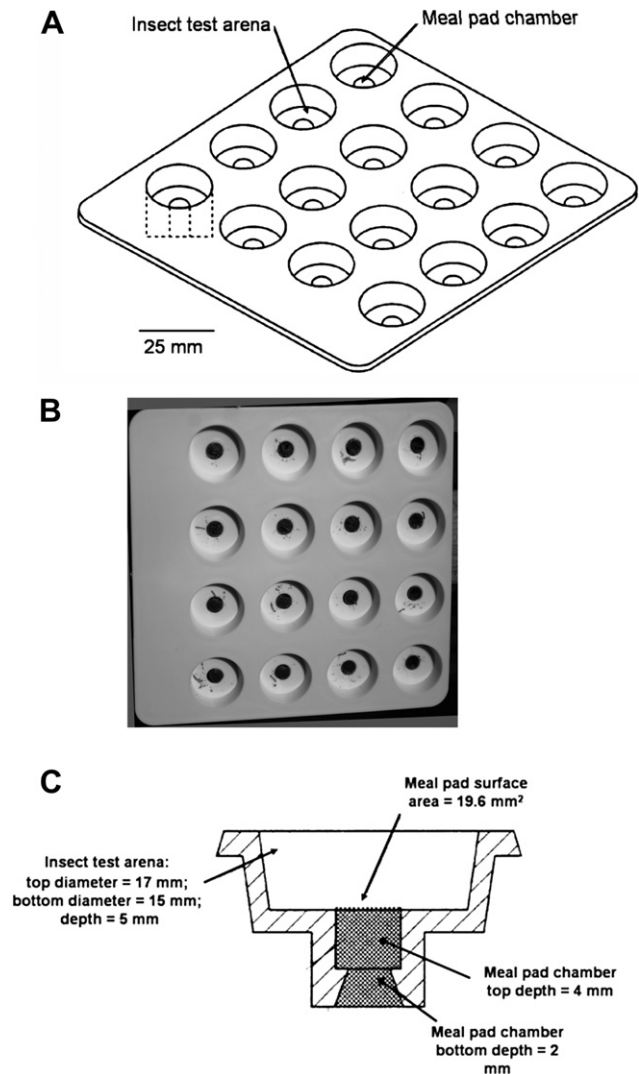 A
Insect test arena
Meal pad chamber
25 mm
B
C
Meal pad surface
area = 19.6 mm²
Insect test arena:
top diameter = 17 mm;
bottom diameter = 15 mm;
depth = 5 mm
Meal pad chamber
top depth = 4 mm
Meal pad chamber
bottom depth = 2
mm